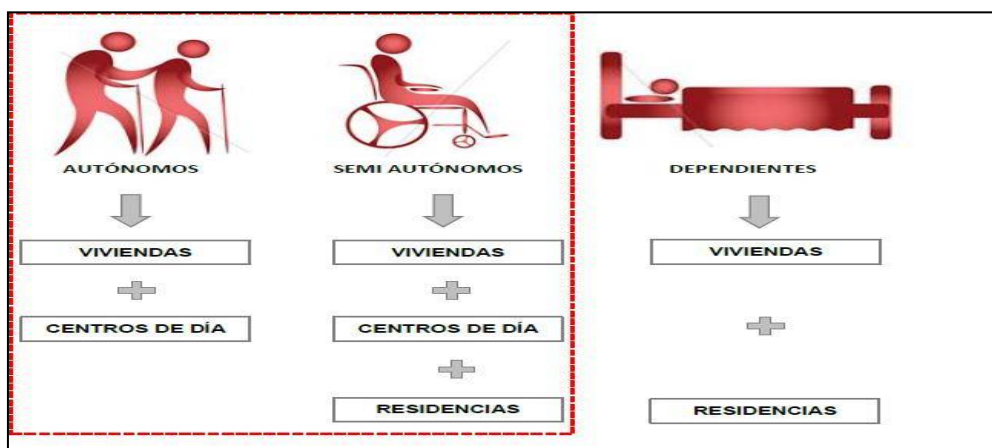 AUTÓNOMOS
SEMI AUTÓNOMOS
DEPENDIENTES
VIVIENDAS
VIVIENDAS
VIVIENDAS
CENTROS DE DÍA
CENTROS DE DÍA
RESIDENCIAS
RESIDENCIAS